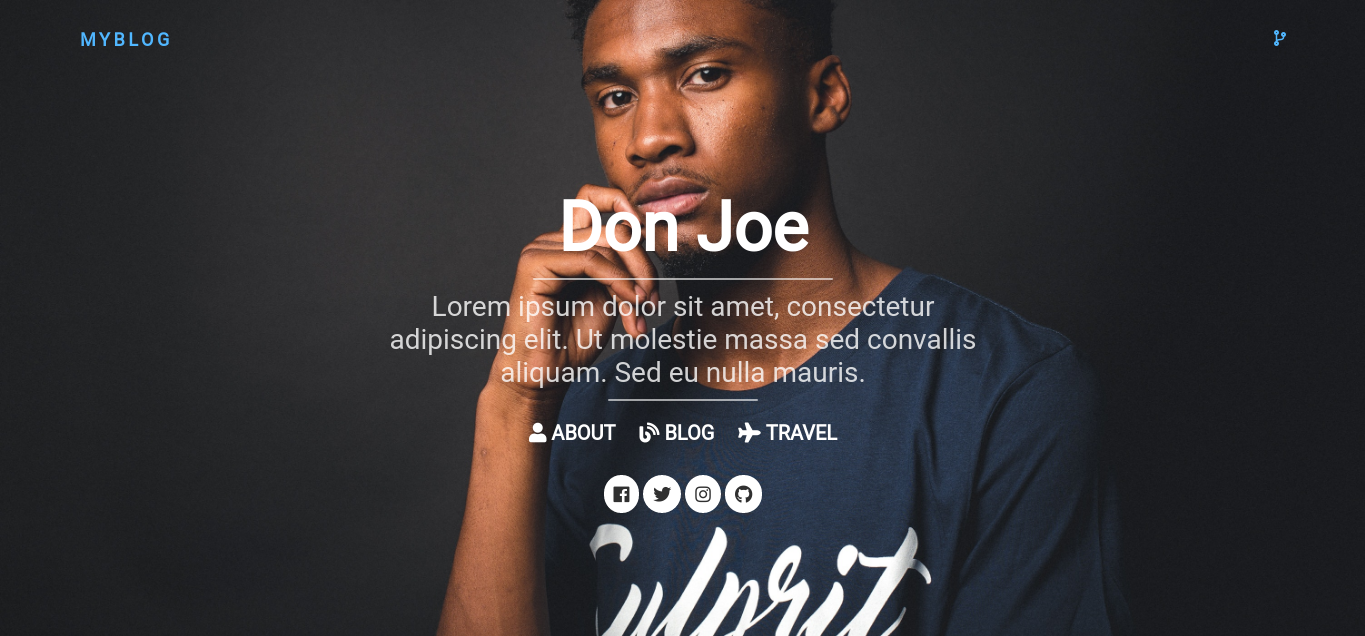 MYBLOG
Don Joe
Lorem ipsum dolor sit amet, consectetur
adipiscing elit. Ut molestie massa sed convallis
aliquam. Sed eu nulla mauris.
ABOUT BLOG TRAVEL
Culprit